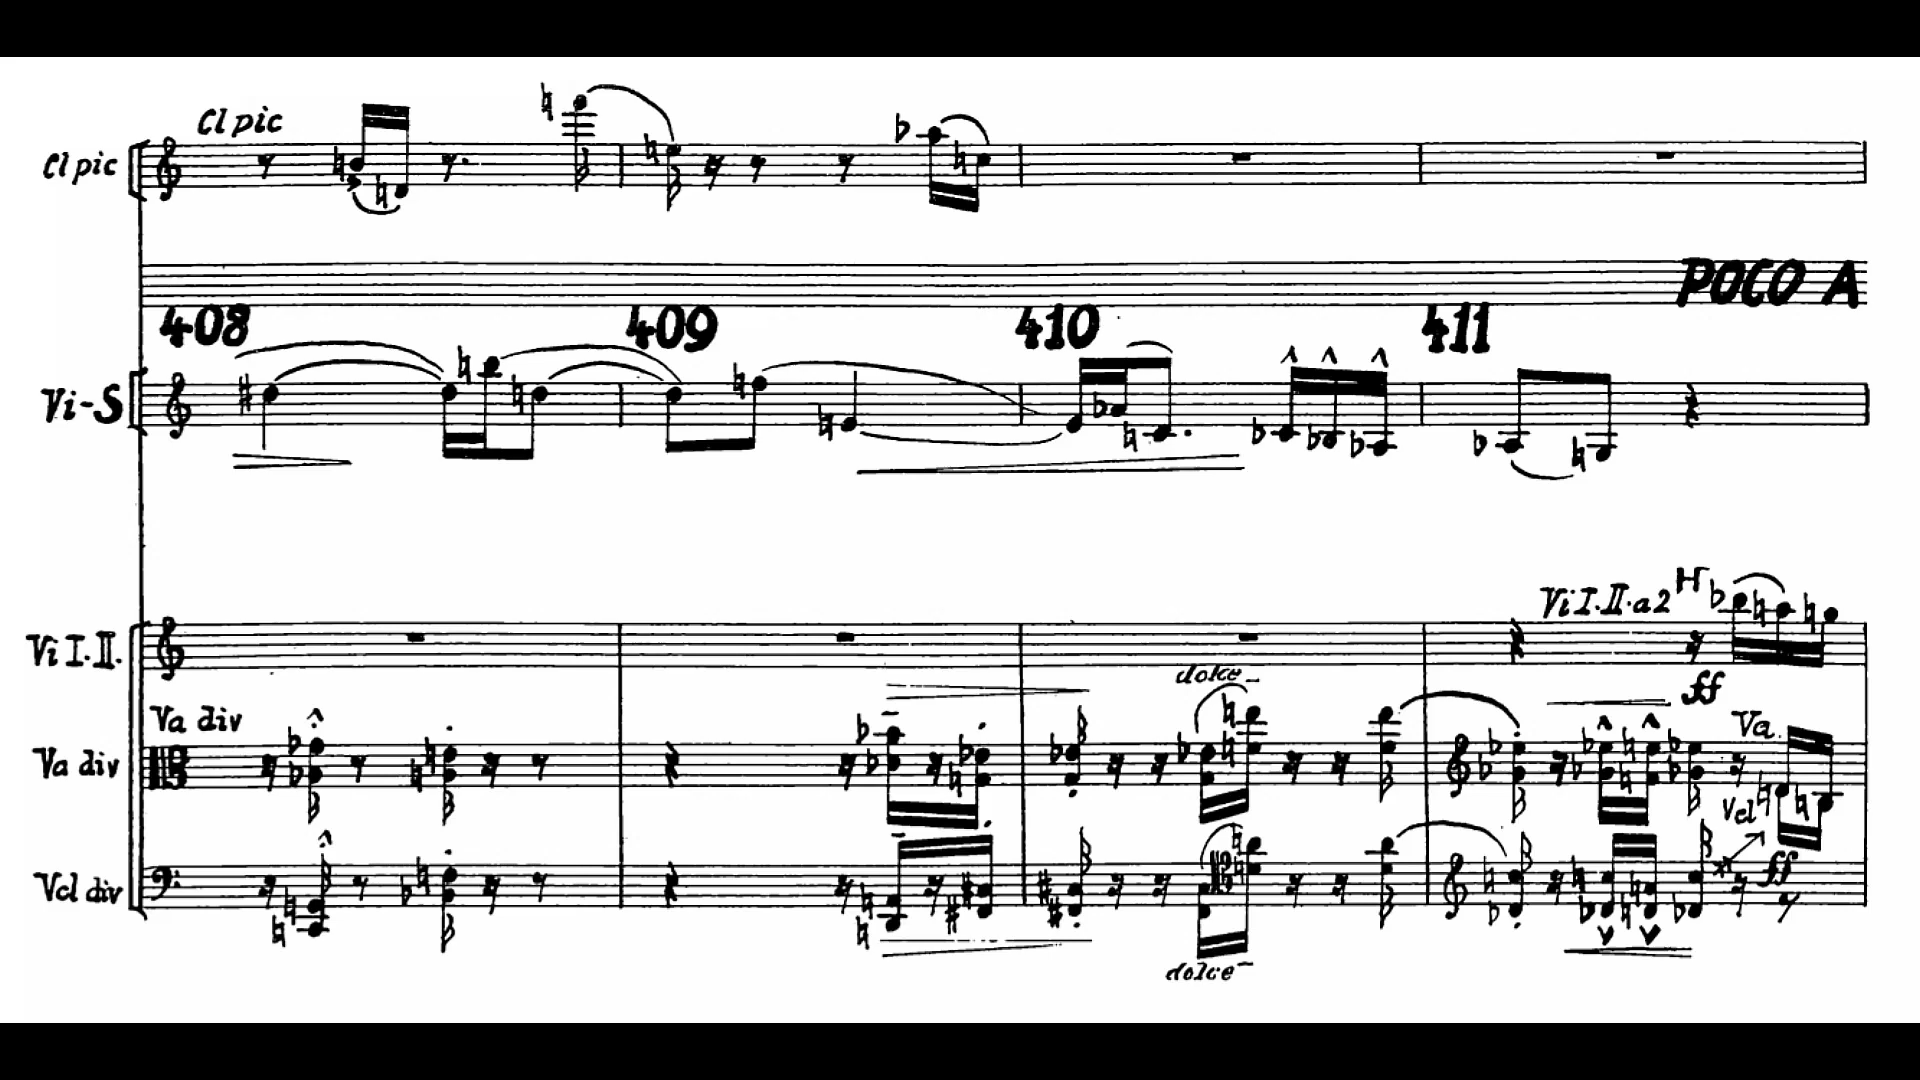 Cl pic
Cl pic
POCO A
408 409 410 411
Vi-S
Vi I.II.a2
Vi I.II.
ff
dolce
Va div
Va.
Va div
Vcl
ff
Vcl div
dolce